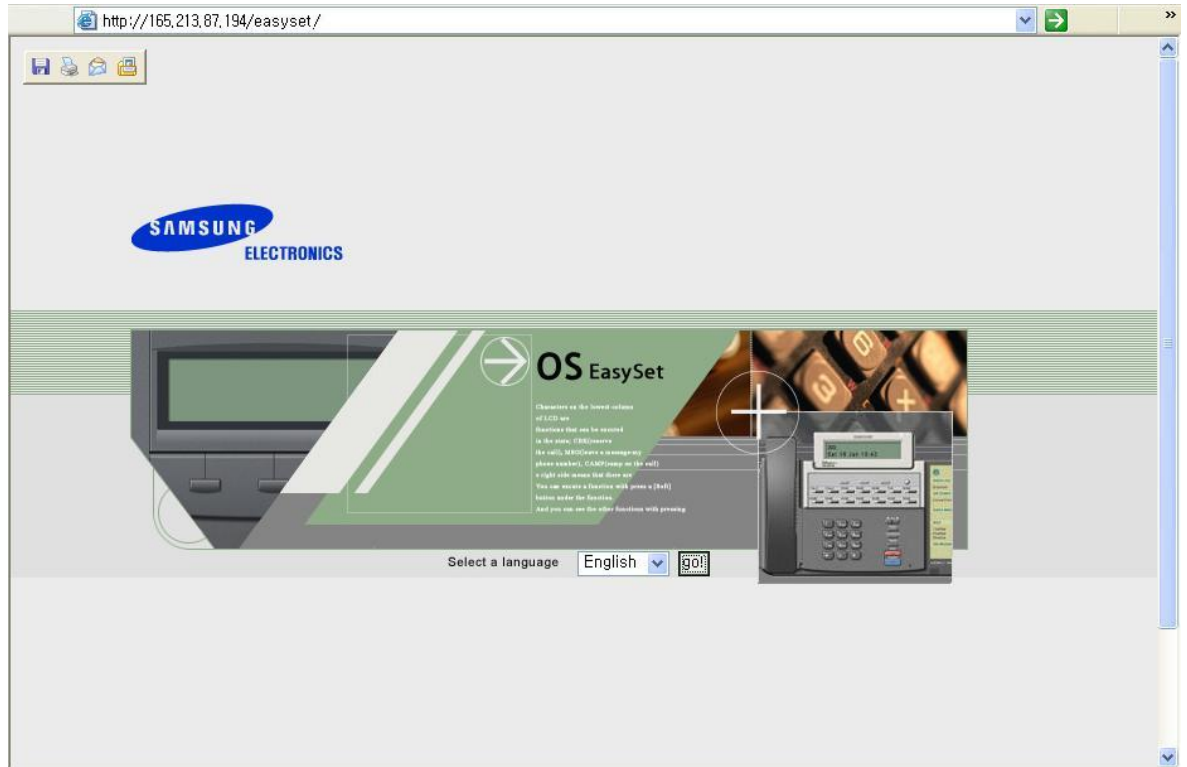 http://165,213,87,194/easyset/
SAMSUNG
ELECTRONICS
OS EasySet
Characters on the lowest column
of LCD are
functions that can be executed
in the state; CBK(reserve
the call), MSG(leave a message-my
phone number), CAMP(camp on the call)
a right side means that there are
You can execute a function with press a [Soft]
button under the function.
And you can see the other functions with pressing
Select a language English go!